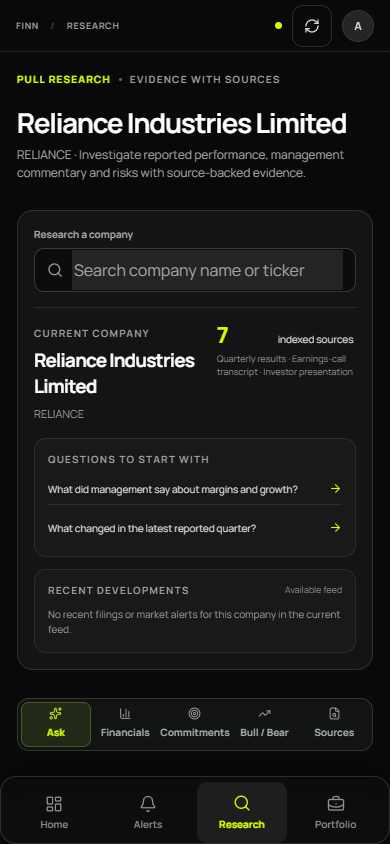 FINN / RESEARCH
A
PULL RESEARCH • EVIDENCE WITH SOURCES
Reliance Industries Limited
RELIANCE · Investigate reported performance, management
commentary and risks with source-backed evidence.
Research a company
Search company name or ticker
CURRENT COMPANY
Reliance Industries
Limited
RELIANCE
7 indexed sources
Quarterly results · Earnings-call
transcript · Investor presentation
QUESTIONS TO START WITH
What did management say about margins and growth?
What changed in the latest reported quarter?
RECENT DEVELOPMENTS
Available feed
No recent filings or market alerts for this company in the current
feed.
Ask
Financials
Commitments
Bull / Bear
Sources
Home
Alerts
Research
Portfolio